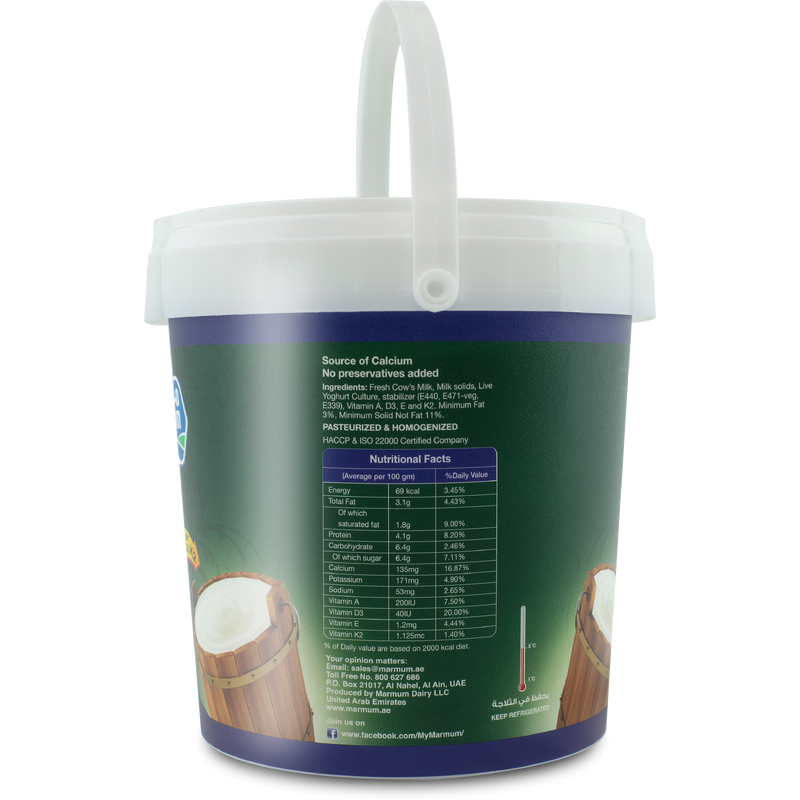 Source of Calcium
No preservatives added
Ingredients: Fresh Cow's Milk, Milk solids, Live
Yoghurt Culture, stabilizer (E440, E471-veg,
E339), Vitamin A, D3, E and K2. Minimum Fat
3%, Minimum Solid Not Fat 11%.
PASTEURIZED & HOMOGENIZED
HACCP & ISO 22000 Certified Company
Nutritional Facts
(Average per 100 gm) %Daily Value
Energy 69 kcal 3.45%
Total Fat 3.1g 4.43%
Of which
saturated fat 1.8g 9.00%
Protein 4.1g 8.20%
Carbohydrate 6.4g 2.46%
Of which sugar 6.4g 7.11%
Calcium 135mg 16.87%
Potassium 171mg 4.90%
Sodium 53mg 2.65%
Vitamin A 200IU 7.50%
Vitamin D3 40IU 20.00%
Vitamin E 1.2mg 4.44%
Vitamin K2 1.125mc 1.40%
% of Daily value are based on 2000 kcal diet.
Your opinion matters:
Email: sales@marmum.ae
Toll Free No. 800 627 686
P.O. Box 21017, Al Nahel, Al Ain, UAE
Produced by Marmum Dairy LLC
United Arab Emirates
www.marmum.ae
Join us on
f www.facebook.com/MyMarmum/
5°C
1°C
يحفظ في الثلاجة
KEEP REFRIGERATED